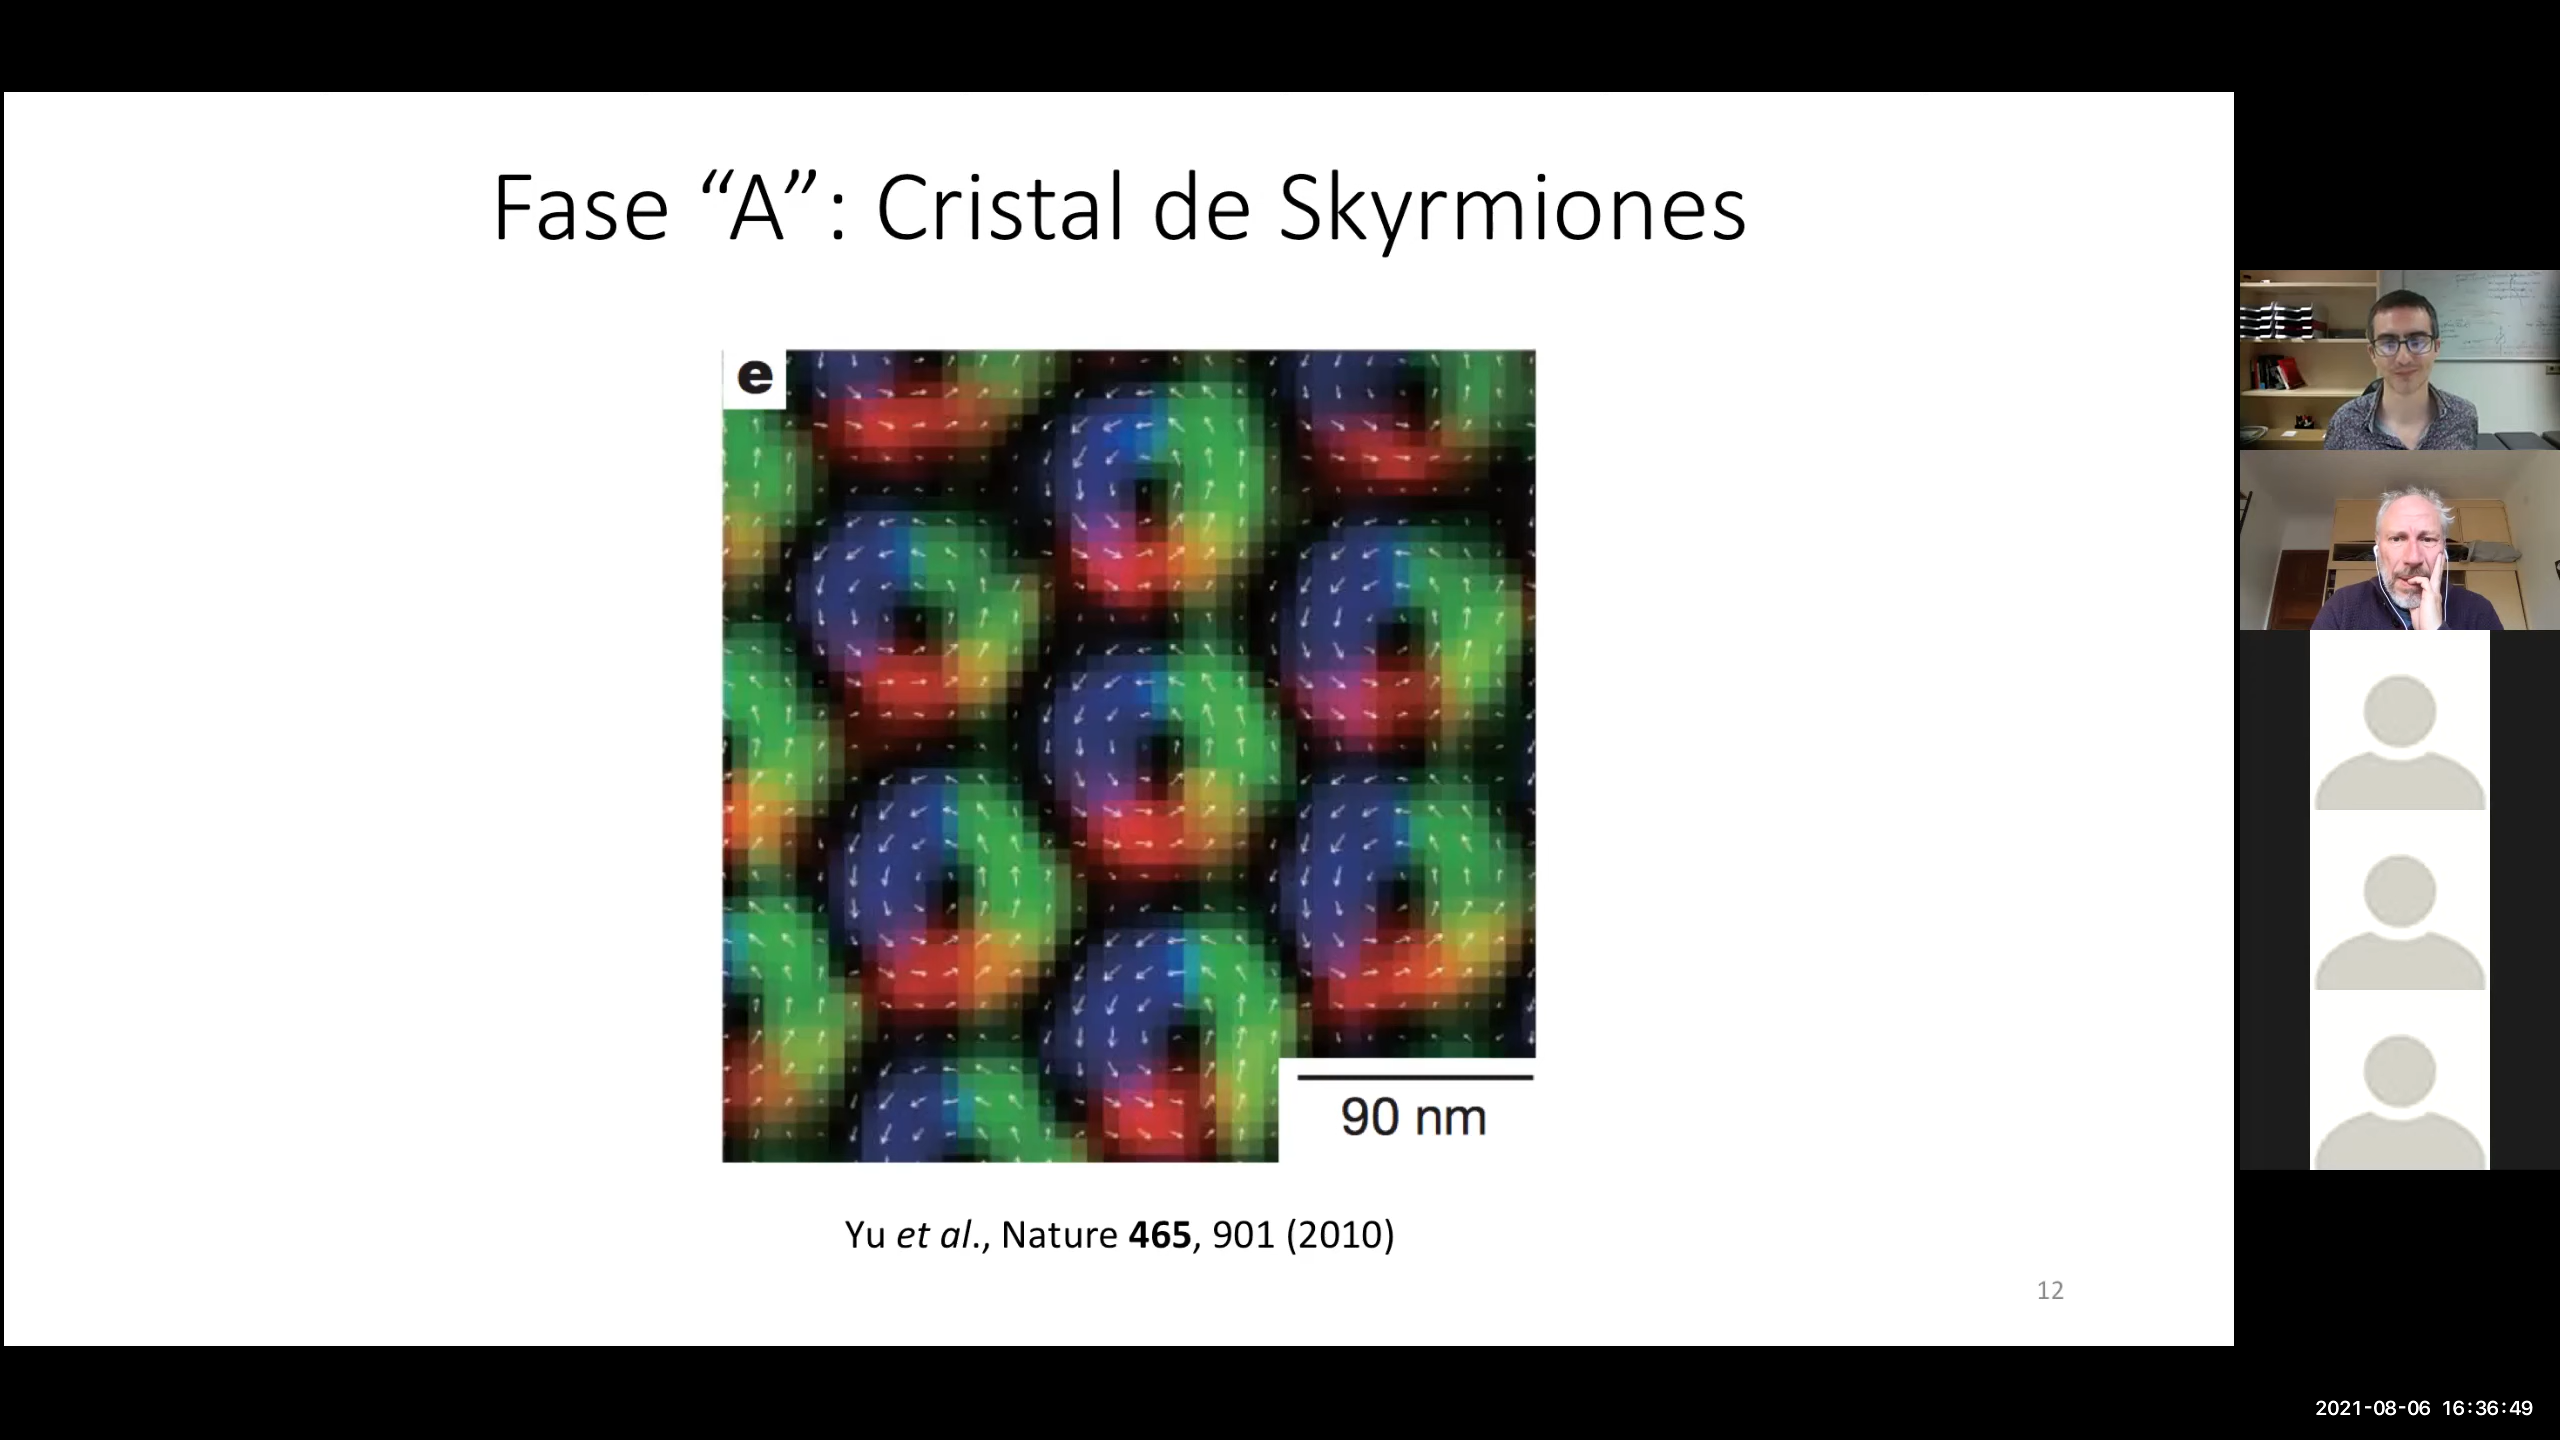 Fase “A”: Cristal de Skyrmiones
e
90 nm
Yu et al., Nature 465, 901 (2010)
12
2021-08-06 16:36:49